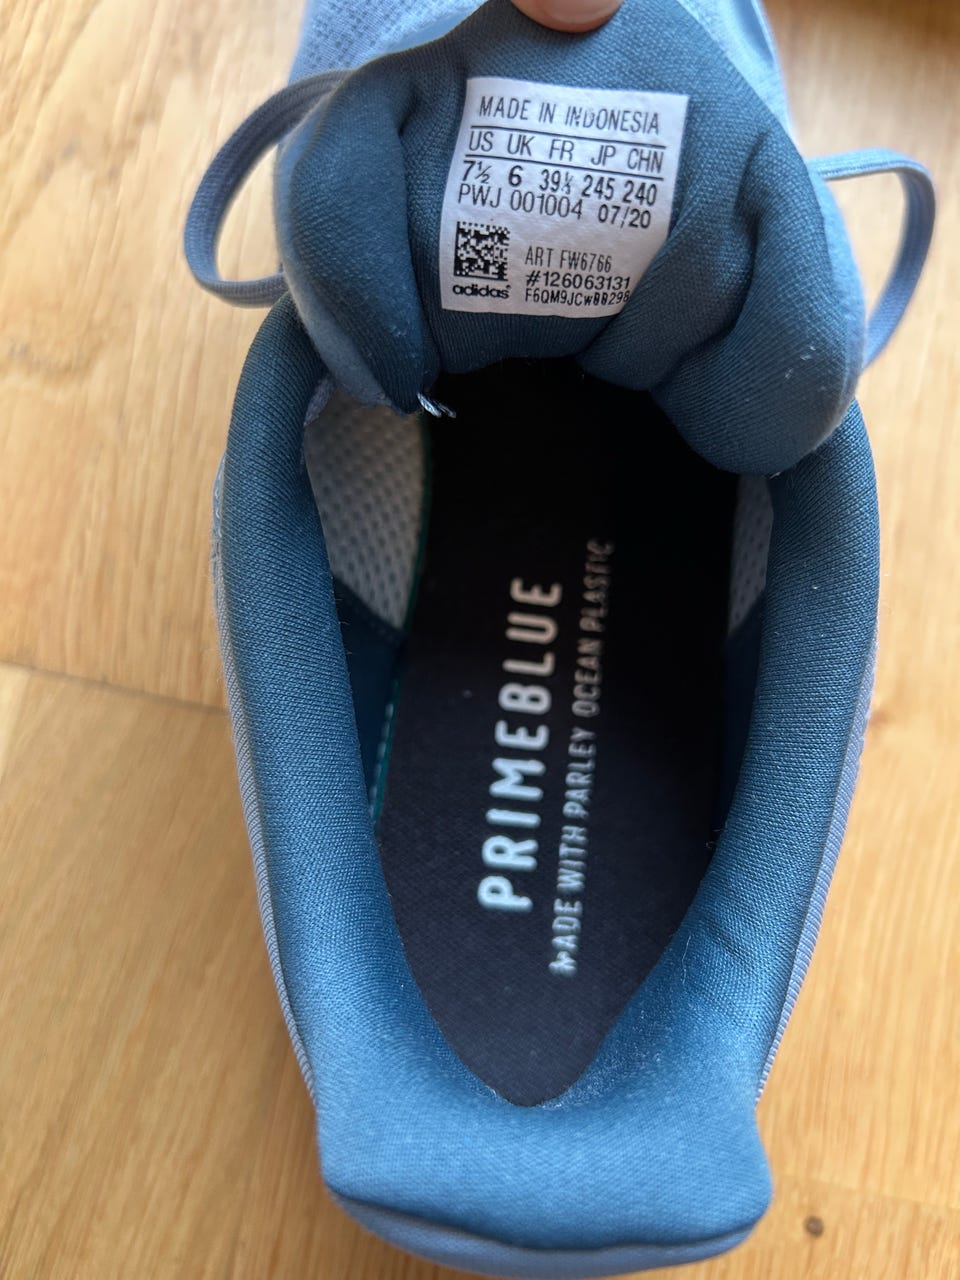 MADE IN INDONESIA
US UK FR JP CHN
7½ 6 39⅓ 245 240
PWJ 001004 07/20
ART FW6766
#126063131
adidas
PRIMEBLUE
MADE WITH PARLEY OCEAN PLASTIC